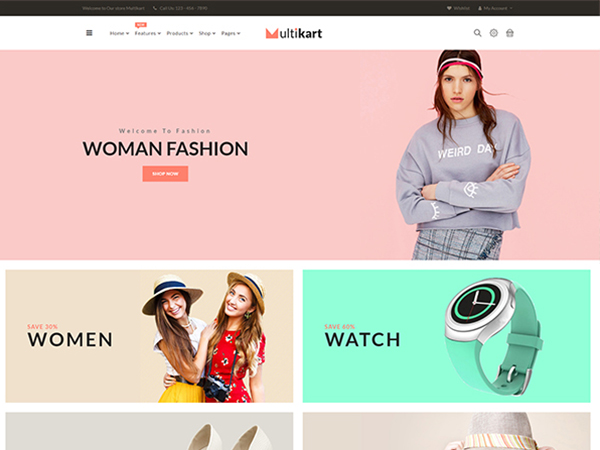 Welcome to Our store Multikart
Call Us: 123 - 456 - 7890
Wishlist
My Account
NEW
Home
Features
Products
Shop
Pages
Multikart
Welcome To Fashion
WOMAN FASHION
SHOP NOW
WEIRD DAY
SAVE 30%
WOMEN
SAVE 60%
WATCH